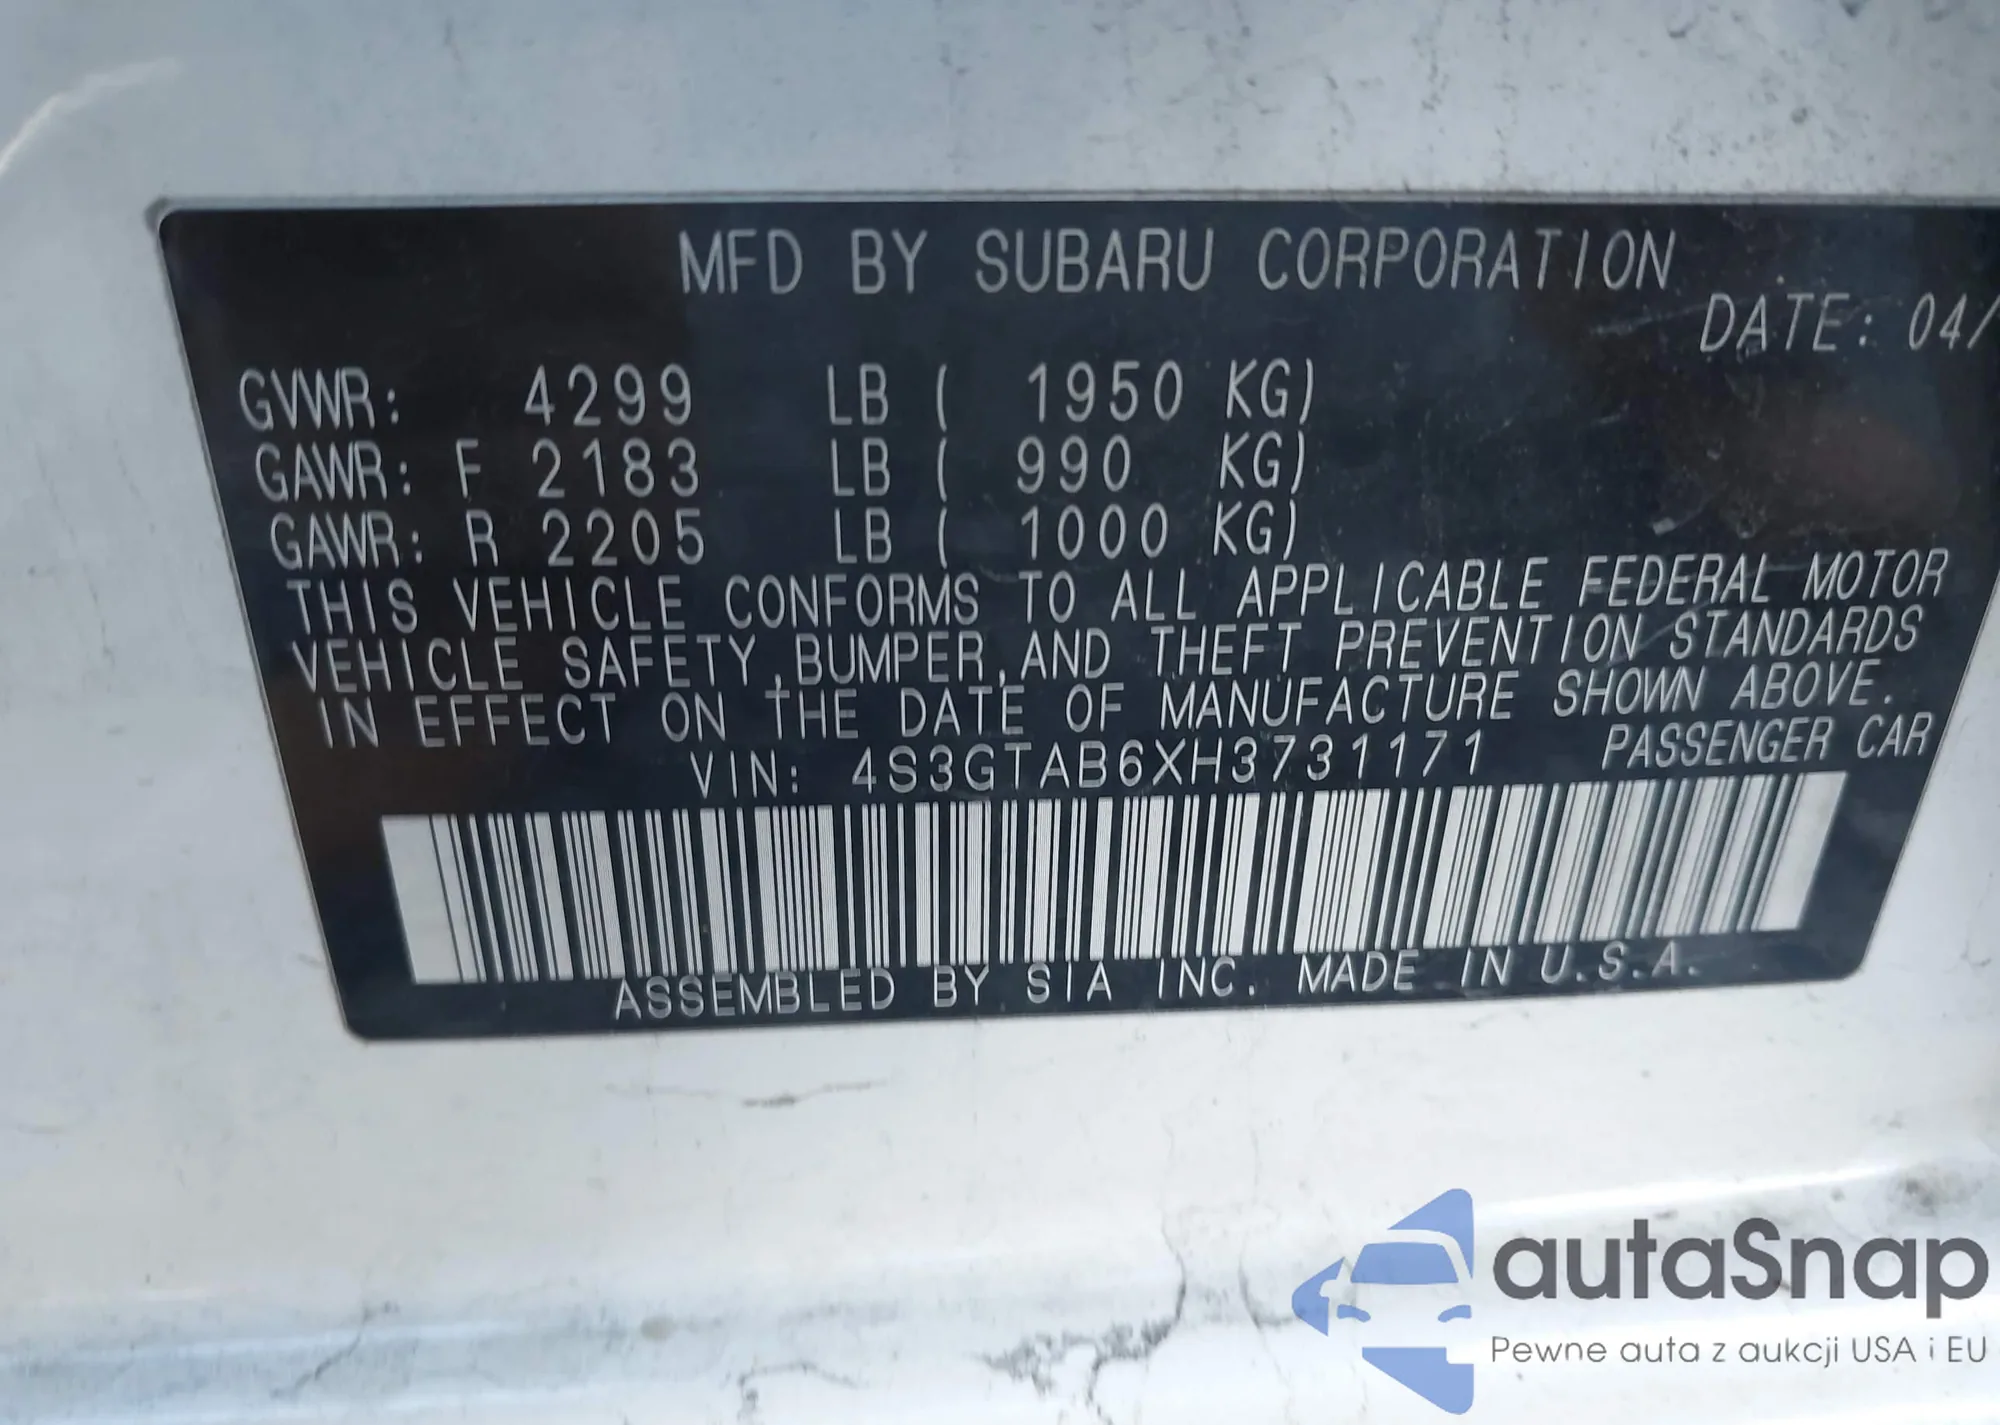 MFD BY SUBARU CORPORATION
DATE: 04/
GVWR: 4299 LB ( 1950 KG)
GAWR: F 2183 LB ( 990 KG)
GAWR: R 2205 LB ( 1000 KG)
THIS VEHICLE CONFORMS TO ALL APPLICABLE FEDERAL MOTOR
VEHICLE SAFETY,BUMPER,AND THEFT PREVENTION STANDARDS
IN EFFECT ON THE DATE OF MANUFACTURE SHOWN ABOVE.
VIN: 4S3GTAB6XH3731171 PASSENGER CAR
ASSEMBLED BY SIA INC. MADE IN U.S.A.
autaSnap
Pewne auta z aukcji USA i EU